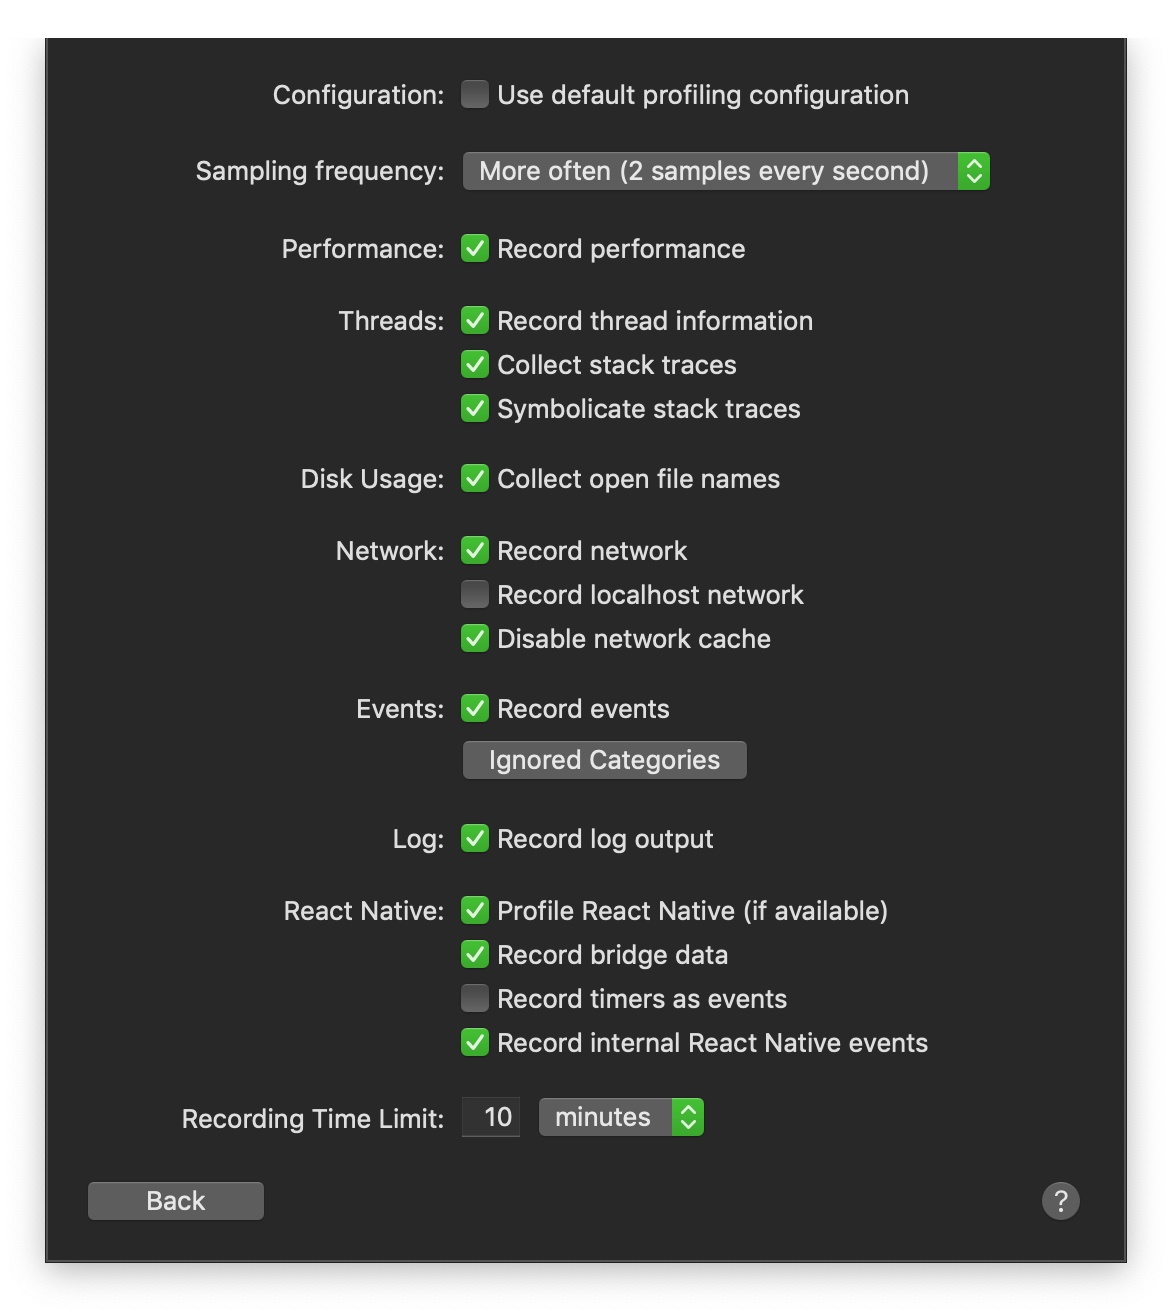 Configuration: Use default profiling configuration
Sampling frequency: More often (2 samples every second)
Performance: Record performance
Threads: Record thread information
Collect stack traces
Symbolicate stack traces
Disk Usage: Collect open file names
Network: Record network
Record localhost network
Disable network cache
Events: Record events
Ignored Categories
Log: Record log output
React Native: Profile React Native (if available)
Record bridge data
Record timers as events
Record internal React Native events
Recording Time Limit: 10 minutes
Back ?